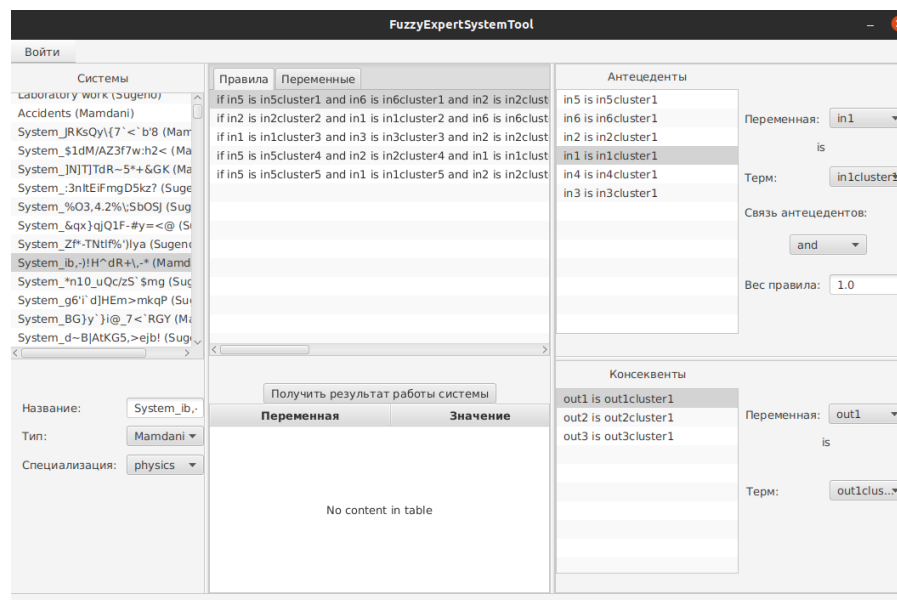 FuzzyExpertSystemTool
Войти
Системы
Laboratory work (Sugeno)
Accidents (Mamdani)
System_JRKsQy\{7`<`b'8 (Mam
System_$1dM/AZ3f7w:h2< (Ma
System_]N]T]TdR~5*+&GK (Ma
System_:3nItEiFmgD5kz? (Suge
System_%O3,4.2%\;SbOSJ (Sug
System_&qx}qjQ1F-#y=<@ (S
System_Zf*-TNtIf%')lya (Sugen
System_ib,-)!H^dR+\,-* (Mamd
System_*n10_uQc/zS`$mg (Sug
System_g6'i`d]HEm>mkqP (Su
System_BG}y`}i@_7<`RGY (Ma
System_d~B|AtKG5,>ejb! (Suge
Название:
System_ib,-
Тип:
Mamdani
Специализация:
physics
Правила
Переменные
if in5 is in5cluster1 and in6 is in6cluster1 and in2 is in2clust
if in2 is in2cluster2 and in1 is in1cluster2 and in6 is in6clust
if in1 is in1cluster3 and in3 is in3cluster3 and in2 is in2clust
if in5 is in5cluster4 and in2 is in2cluster4 and in1 is in1clust
if in5 is in5cluster5 and in1 is in1cluster5 and in2 is in2clust
Получить результат работы системы
Переменная
Значение
No content in table
Антецеденты
in5 is in5cluster1
in6 is in6cluster1
in2 is in2cluster1
in1 is in1cluster1
in4 is in4cluster1
in3 is in3cluster1
Переменная:
in1
is
Терм:
in1cluster
Связь антецедентов:
and
Вес правила:
1.0
Консеквенты
out1 is out1cluster1
out2 is out2cluster1
out3 is out3cluster1
Переменная:
out1
is
Терм:
out1clus...